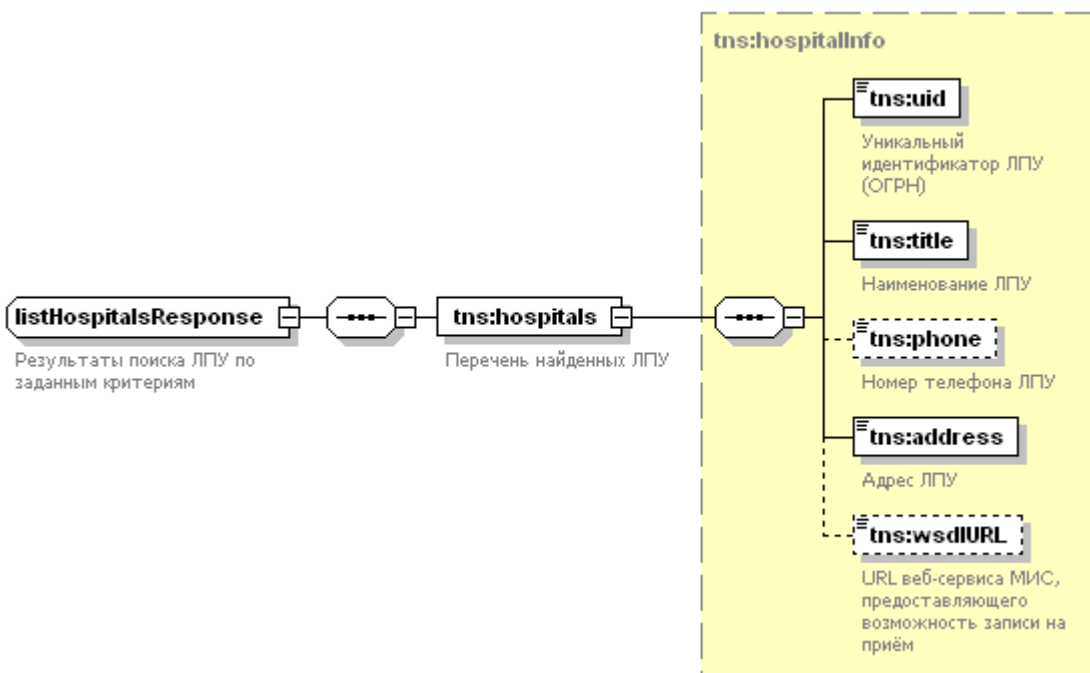 tns:hospitalInfo
tns:uid
Уникальный
идентификатор ЛПУ
(ОГРН)
tns:title
Наименование ЛПУ
listHospitalsResponse
Результаты поиска ЛПУ по
заданным критериям
tns:hospitals
Перечень найденных ЛПУ
tns:phone
Номер телефона ЛПУ
tns:address
Адрес ЛПУ
tns:wsdlURL
URL веб-сервиса МИС,
предоставляющего
возможность записи на
приём